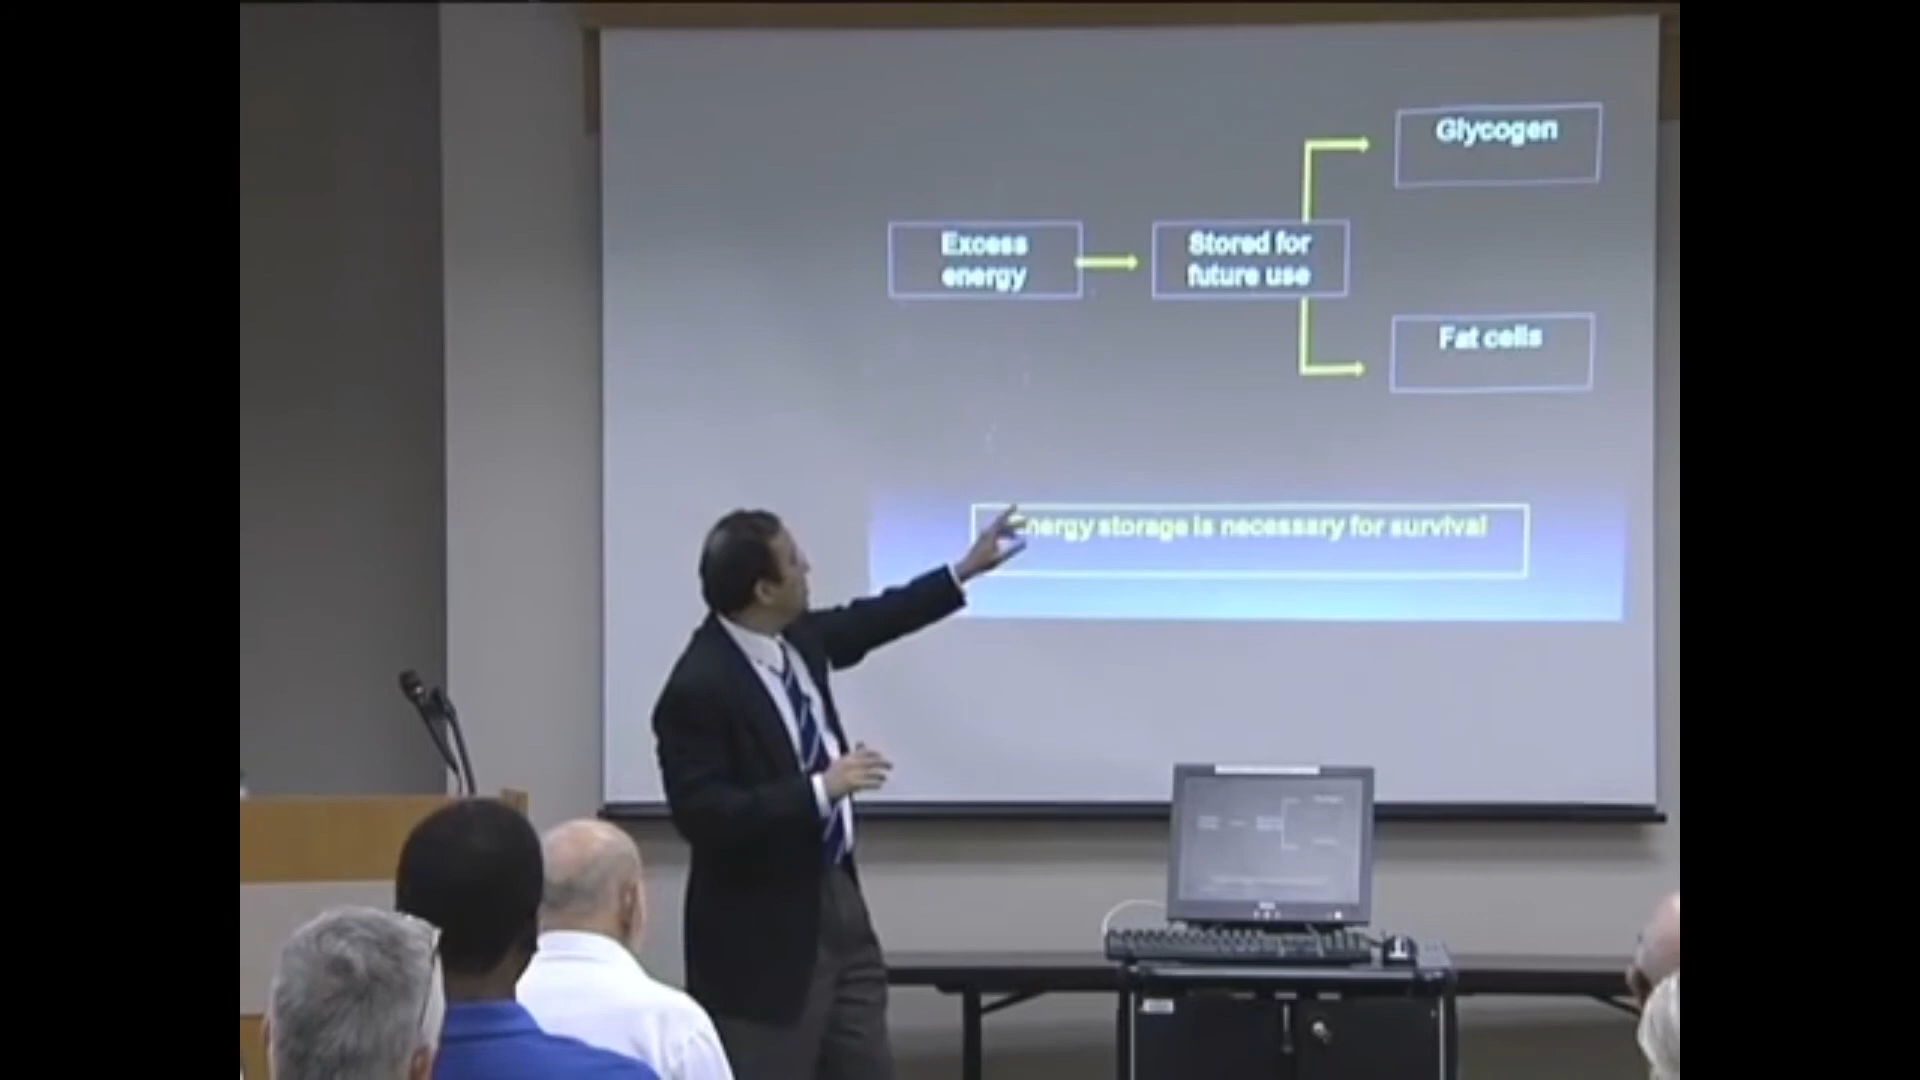 Glycogen
Excess
energy
Stored for
future use
Fat cells
Energy storage is necessary for survival